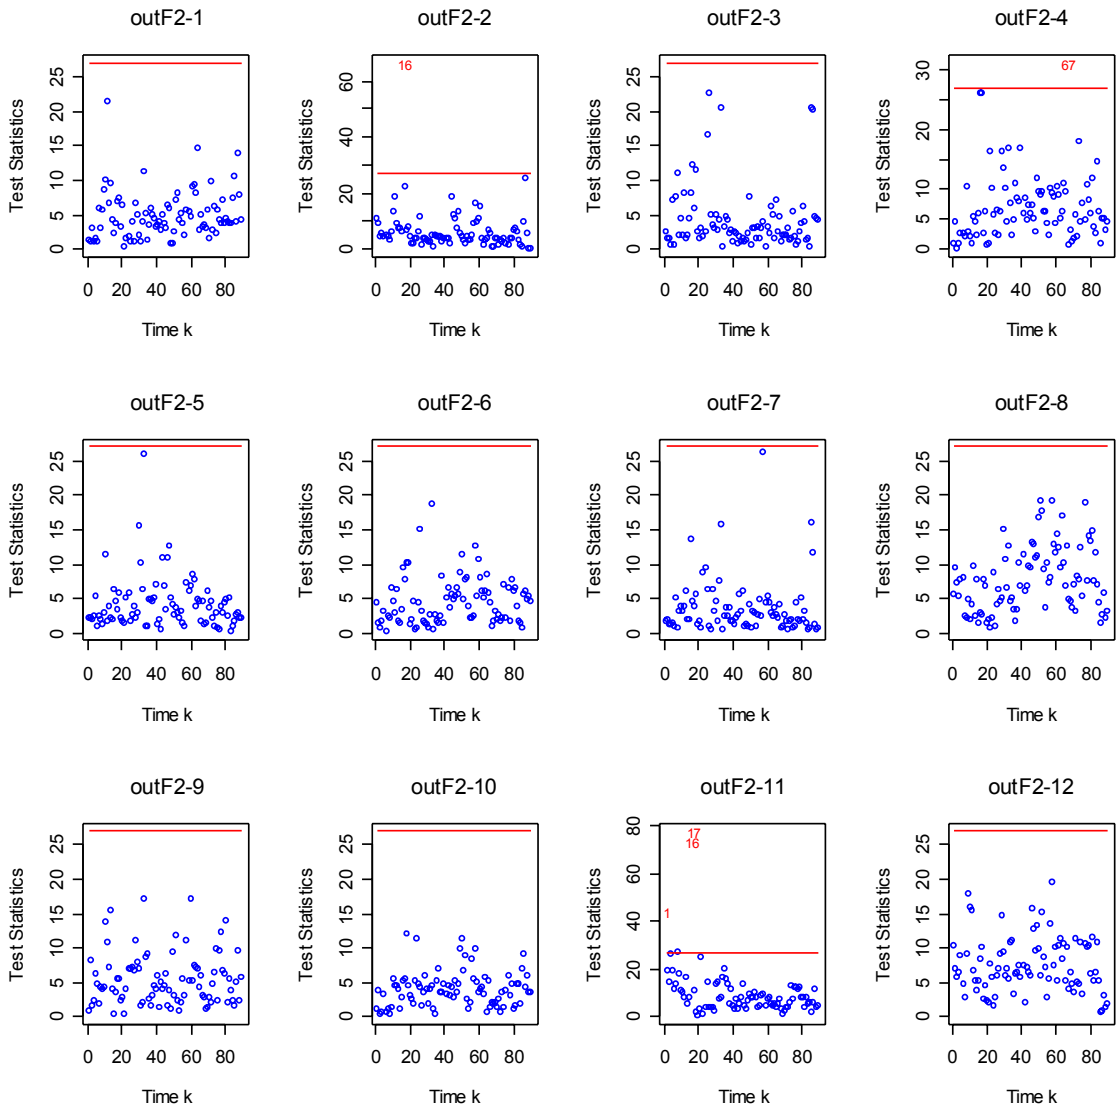 outF2-1 outF2-2 outF2-3 outF2-4
Test Statistics
0 5 10 15 20 25
0 20 40 60 80
Time k
Test Statistics
0 20 40 60
16
0 20 40 60 80
Time k
Test Statistics
0 5 10 15 20 25
0 20 40 60 80
Time k
Test Statistics
0 5 10 20 30
67
0 20 40 60 80
Time k
outF2-5 outF2-6 outF2-7 outF2-8
Test Statistics
0 5 10 15 20 25
0 20 40 60 80
Time k
Test Statistics
0 5 10 15 20 25
0 20 40 60 80
Time k
Test Statistics
0 5 10 15 20 25
0 20 40 60 80
Time k
Test Statistics
0 5 10 15 20 25
0 20 40 60 80
Time k
outF2-9 outF2-10 outF2-11 outF2-12
Test Statistics
0 5 10 15 20 25
0 20 40 60 80
Time k
Test Statistics
0 5 10 15 20 25
0 20 40 60 80
Time k
Test Statistics
0 20 40 60 80
17
16
1
0 20 40 60 80
Time k
Test Statistics
0 5 10 15 20 25
0 20 40 60 80
Time k